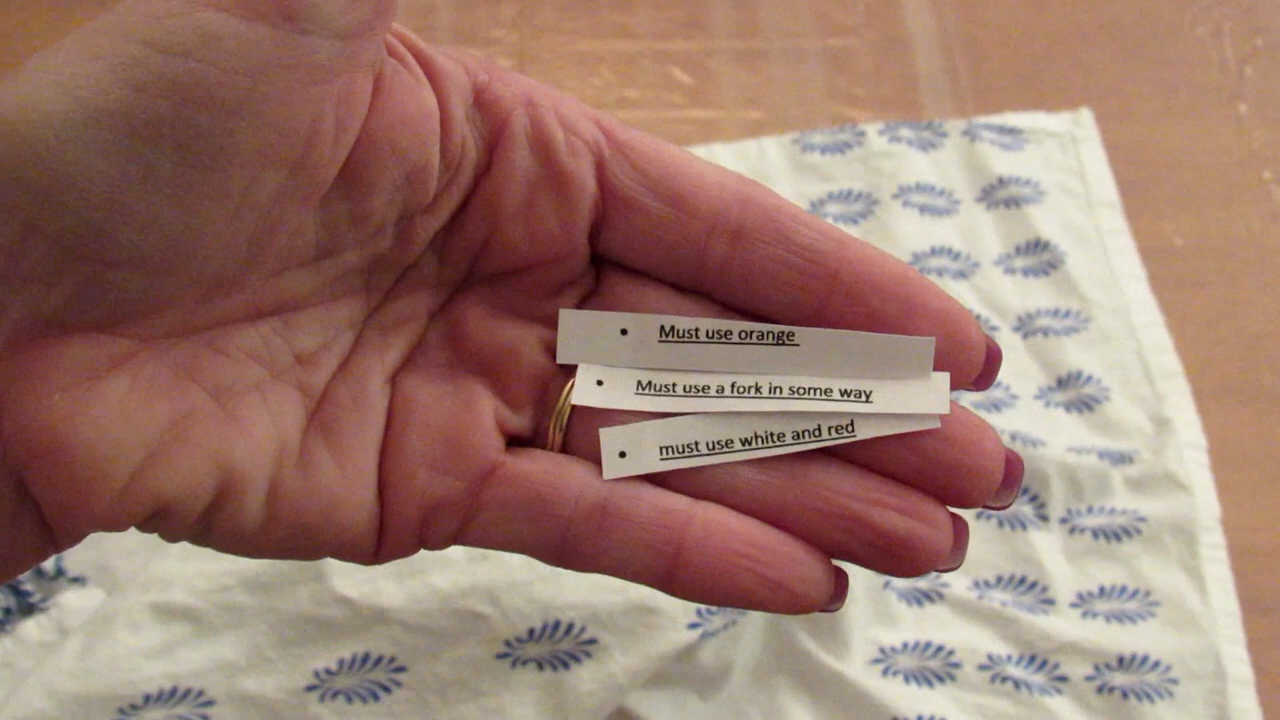 • Must use orange
• Must use a fork in some way
• must use white and red